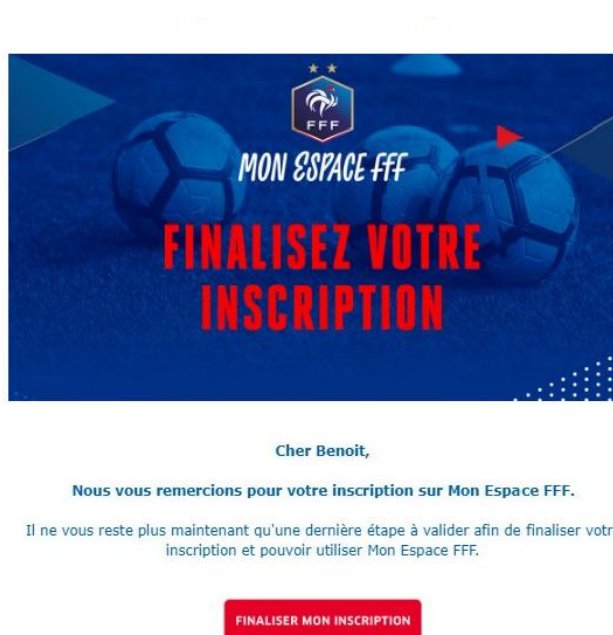 FFF
MON ESPACE FFF
FINALISEZ VOTRE
INSCRIPTION
Cher Benoit,
Nous vous remercions pour votre inscription sur Mon Espace FFF.
Il ne vous reste plus maintenant qu'une dernière étape à valider afin de finaliser votr
inscription et pouvoir utiliser Mon Espace FFF.
FINALISER MON INSCRIPTION